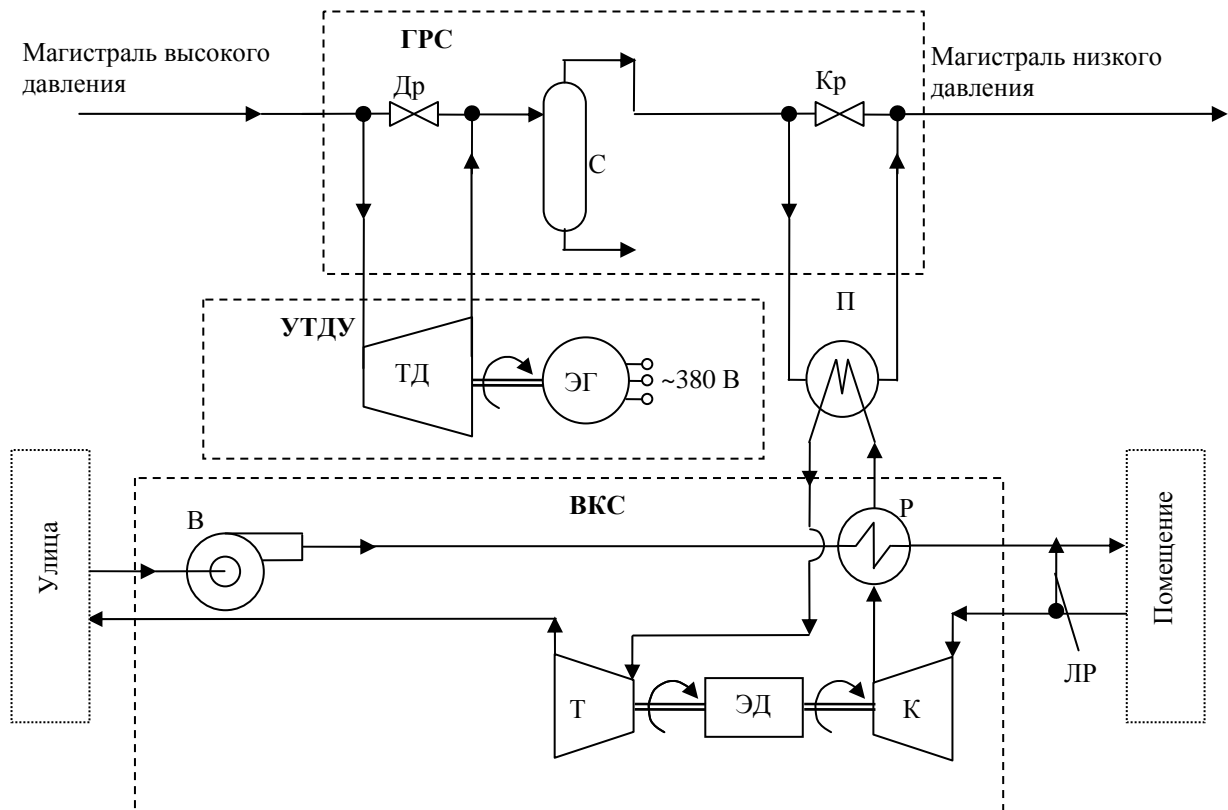 ГРС
Магистраль высокого
давления
Магистраль низкого
давления
Др
Кр
С
П
УТДУ
ТД
ЭГ
~380 В
ВКС
В
Р
Улица
Помещение
ЛР
Т
ЭД
К